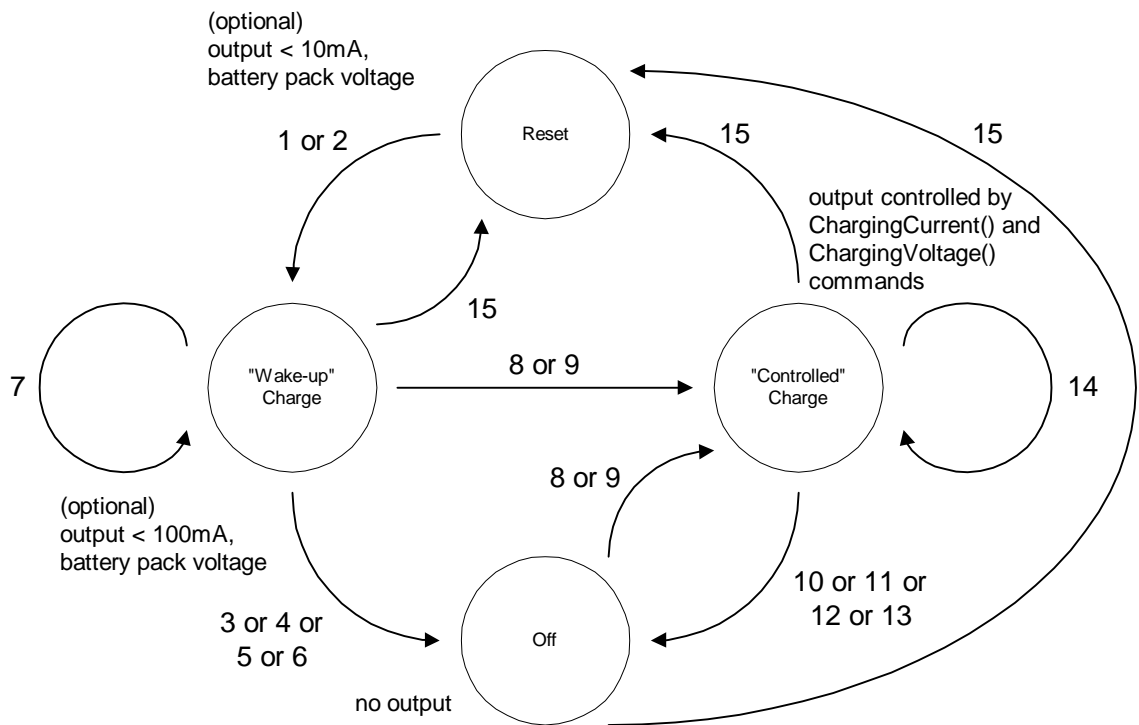 (optional)
output < 10mA,
battery pack voltage
Reset
1 or 2
15
15
output controlled by
ChargingCurrent() and
ChargingVoltage()
commands
15
7
"Wake-up"
Charge
8 or 9
"Controlled"
Charge
14
8 or 9
(optional)
output < 100mA,
battery pack voltage
3 or 4 or
5 or 6
Off
10 or 11 or
12 or 13
no output